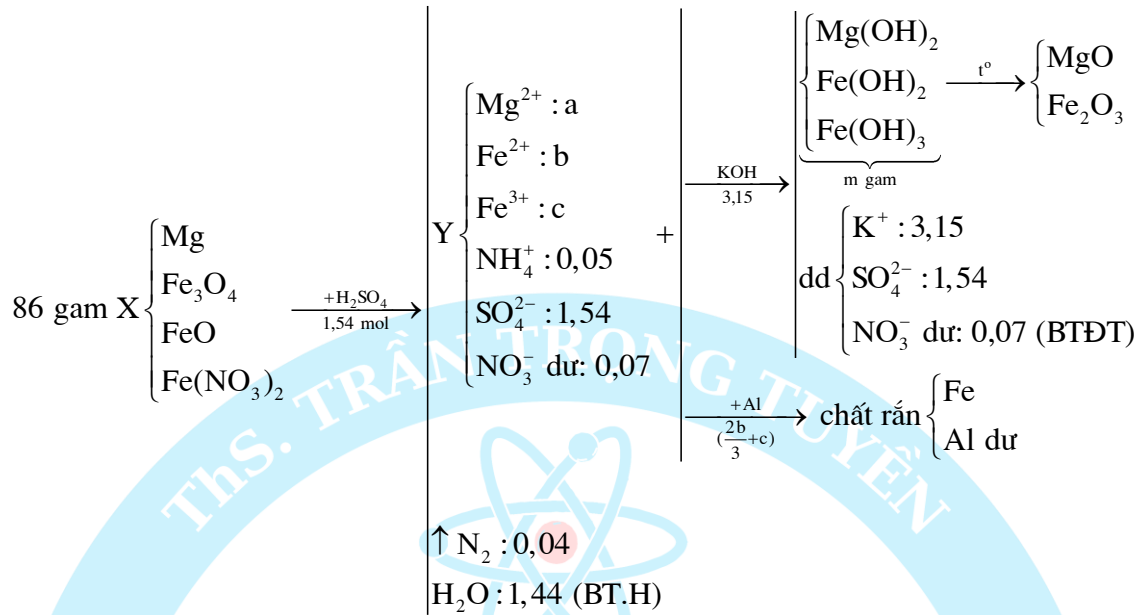 86 gam X { Mg
Fe₃O₄
FeO
Fe(NO₃)₂
+H₂SO₄
1,54 mol
Y { Mg²⁺ : a
Fe²⁺ : b
Fe³⁺ : c
NH₄⁺ : 0,05
SO₄²⁻ : 1,54
NO₃⁻ dư: 0,07
+
KOH
3,15
Mg(OH)₂
Fe(OH)₂
Fe(OH)₃
m gam
t°
MgO
Fe₂O₃
dd { K⁺ : 3,15
SO₄²⁻ : 1,54
NO₃⁻ dư: 0,07 (BTĐT)
+Al
(2b/3+c)
chất rắn { Fe
Al dư
↑ N₂ : 0,04
H₂O : 1,44 (BT.H)
ThS. TRẦN TRỌNG TUYỀN